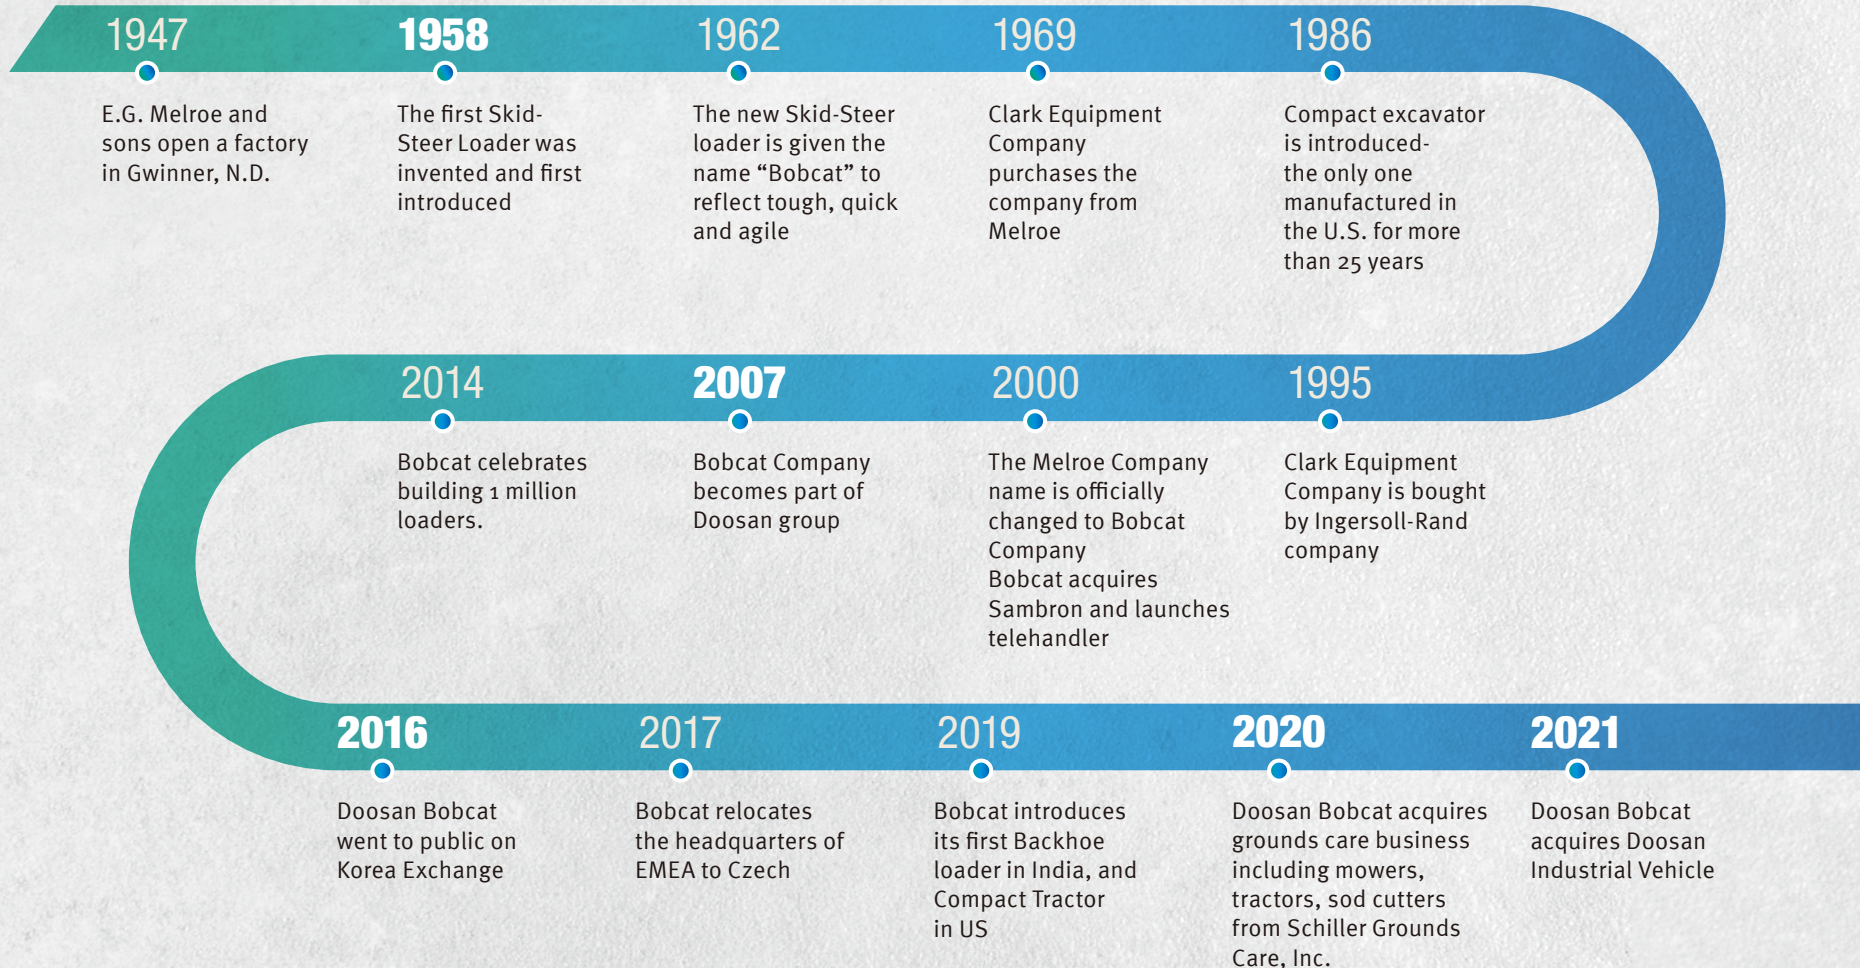 1947
E.G. Melroe and
sons open a factory
in Gwinner, N.D.
1958
The first Skid-
Steer Loader was
invented and first
introduced
1962
The new Skid-Steer
loader is given the
name “Bobcat” to
reflect tough, quick
and agile
1969
Clark Equipment
Company
purchases the
company from
Melroe
1986
Compact excavator
is introduced-
the only one
manufactured in
the U.S. for more
than 25 years
1995
Clark Equipment
Company is bought
by Ingersoll-Rand
company
2000
The Melroe Company
name is officially
changed to Bobcat
Company
Bobcat acquires
Sambron and launches
telehandler
2007
Bobcat Company
becomes part of
Doosan group
2014
Bobcat celebrates
building 1 million
loaders.
2016
Doosan Bobcat
went to public on
Korea Exchange
2017
Bobcat relocates
the headquarters of
EMEA to Czech
2019
Bobcat introduces
its first Backhoe
loader in India, and
Compact Tractor
in US
2020
Doosan Bobcat acquires
grounds care business
including mowers,
tractors, sod cutters
from Schiller Grounds
Care, Inc.
2021
Doosan Bobcat
acquires Doosan
Industrial Vehicle